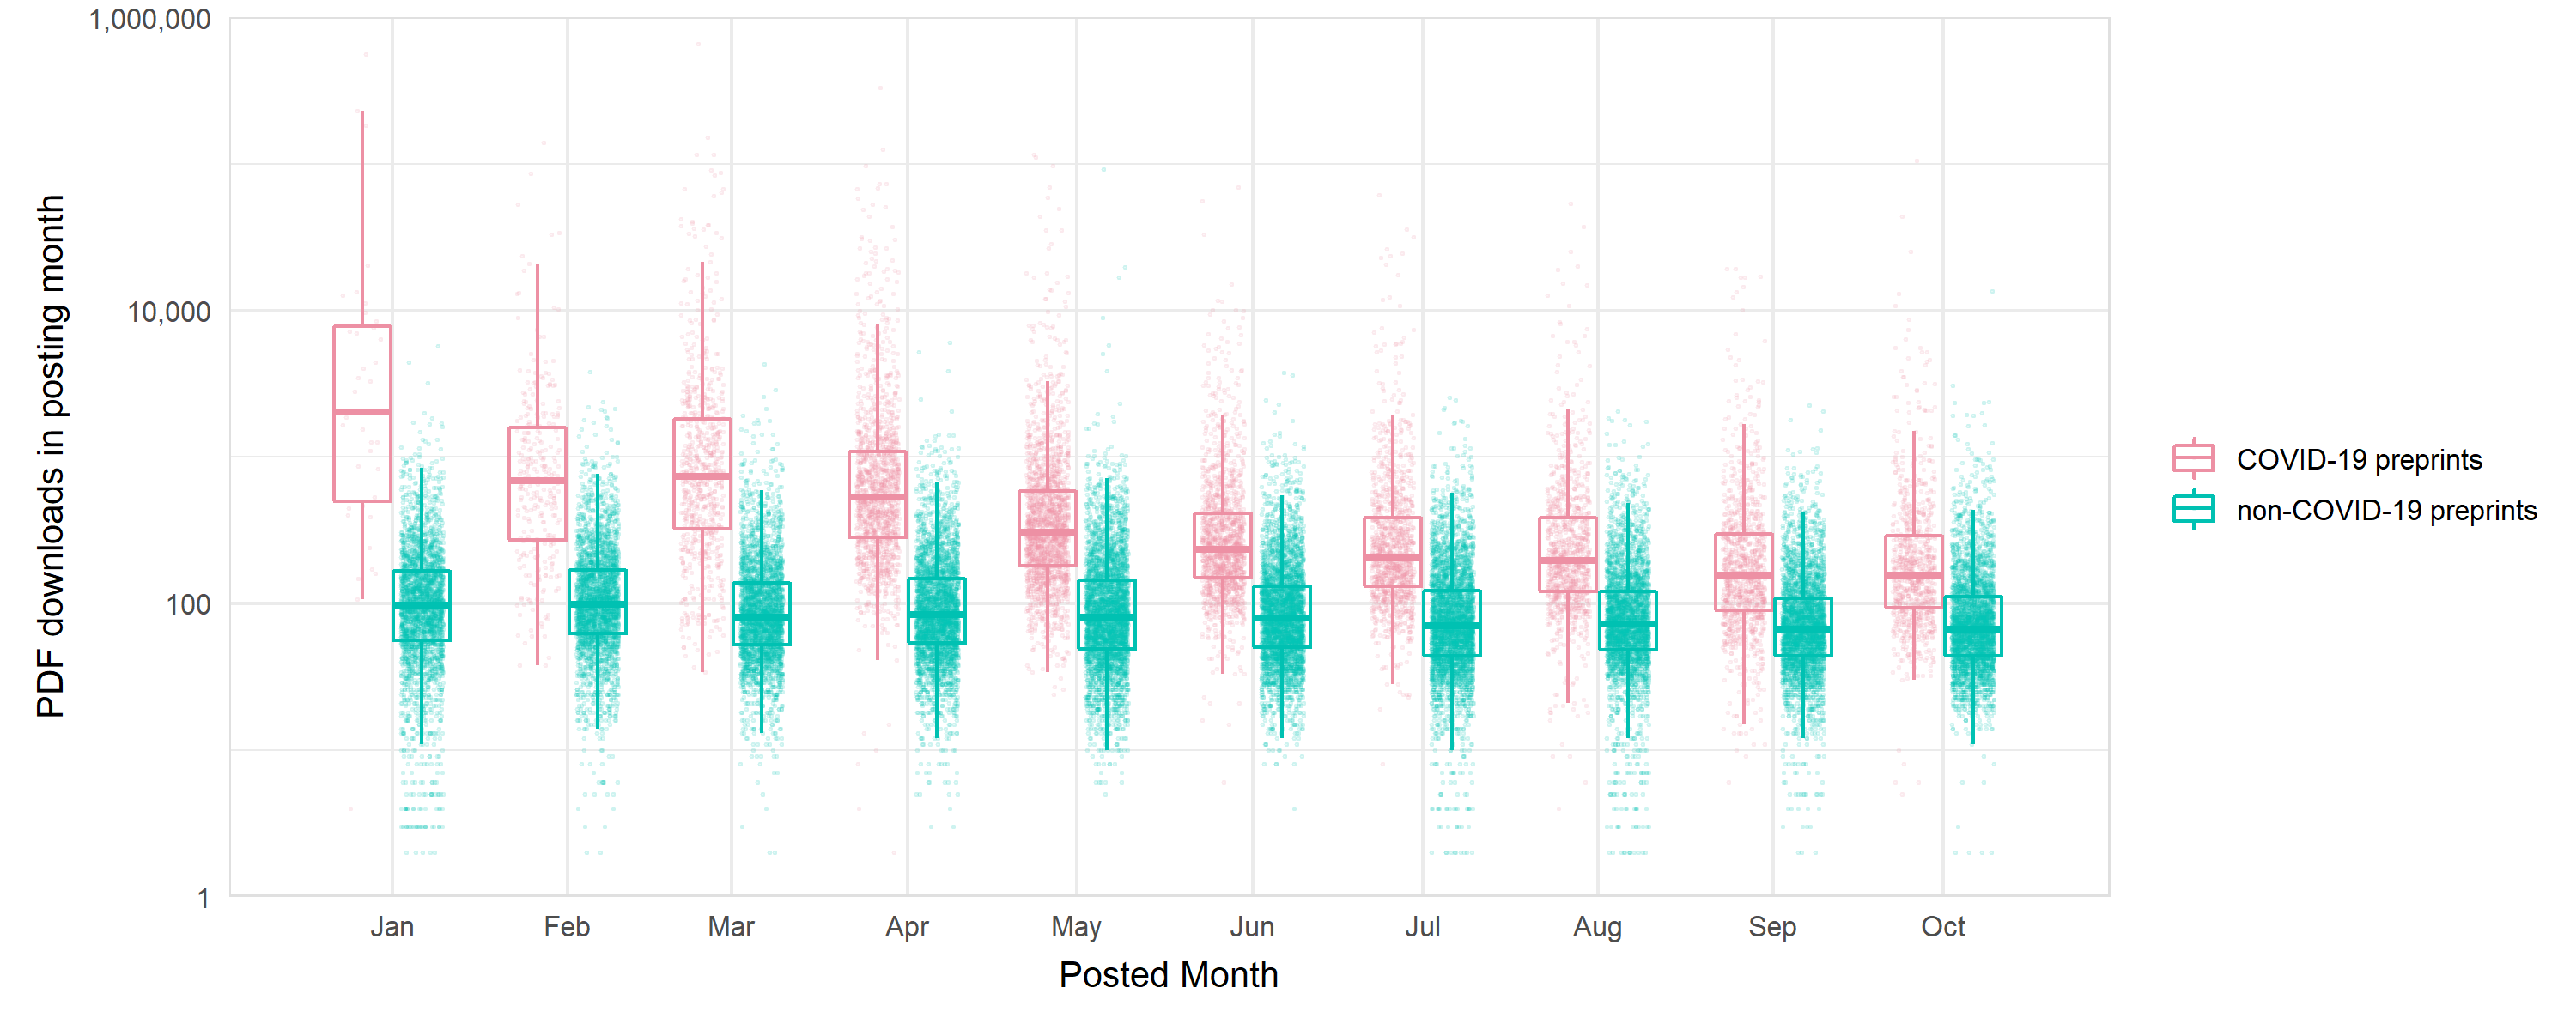 PDF downloads in posting month
1,000,000
10,000
100
1
Jan Feb Mar Apr May Jun Jul Aug Sep Oct
Posted Month
COVID-19 preprints
non-COVID-19 preprints